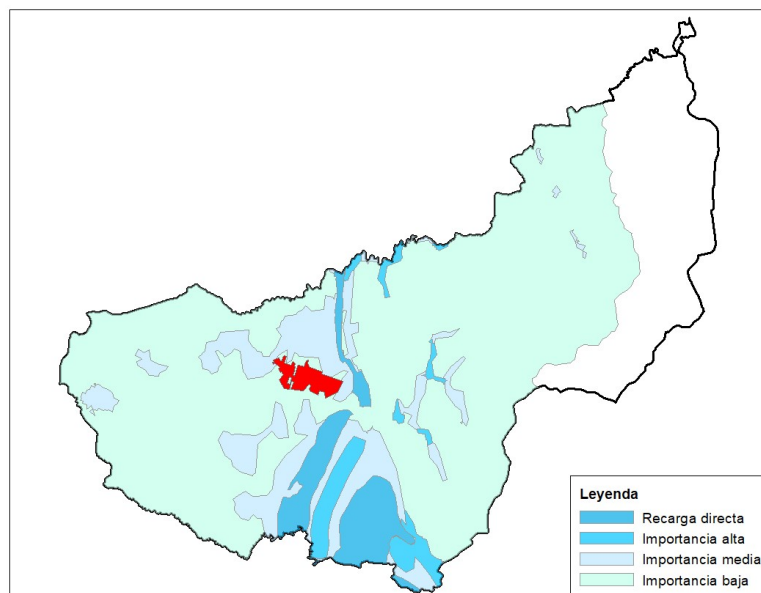 Leyenda
Recarga directa
Importancia alta
Importancia media
Importancia baja